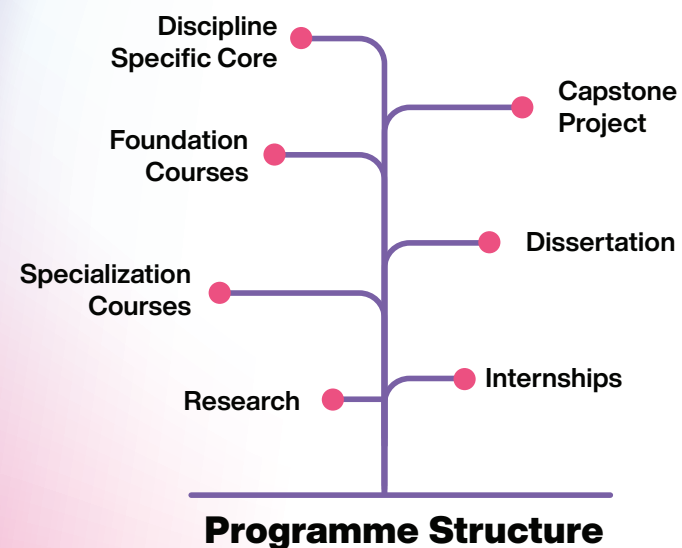 Discipline
Specific Core
Capstone
Project
Foundation
Courses
Dissertation
Specialization
Courses
Internships
Research
Programme Structure